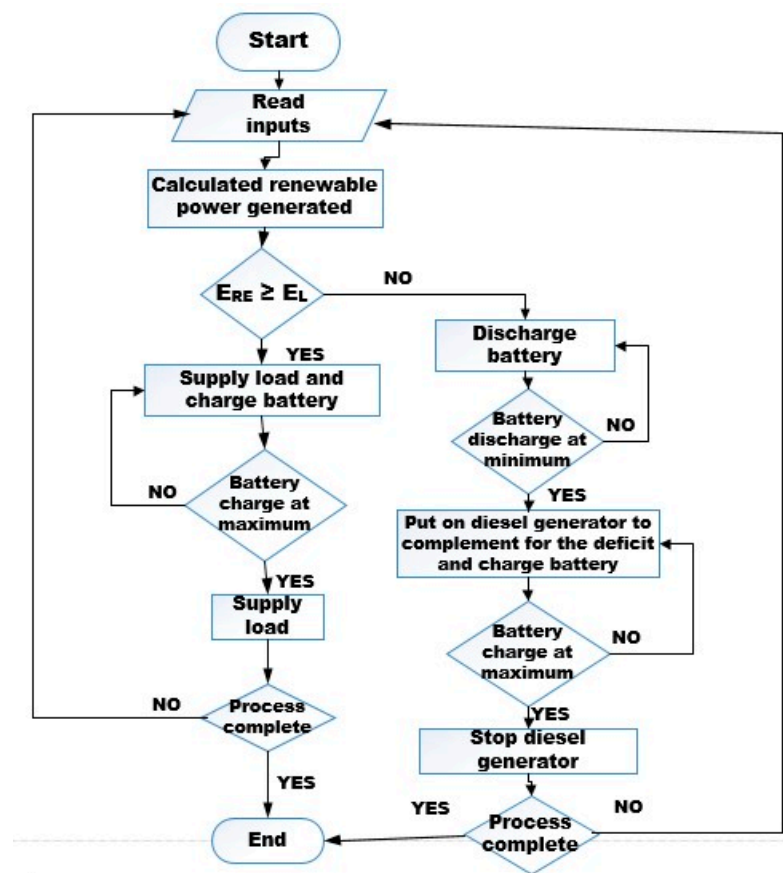 Start
Read
inputs
Calculated renewable
power generated
ERE ≥ EL
NO
YES
Supply load and
charge battery
NO
Battery
charge at
maximum
YES
Supply
load
NO
Process
complete
YES
End
Discharge
battery
Battery
discharge at
minimum
NO
YES
Put on diesel generator to
complement for the deficit
and charge battery
Battery
charge at
maximum
NO
YES
Stop diesel
generator
YES
Process
complete
NO